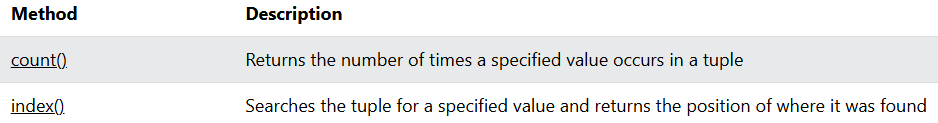 Method Description
count() Returns the number of times a specified value occurs in a tuple
index() Searches the tuple for a specified value and returns the position of where it was found